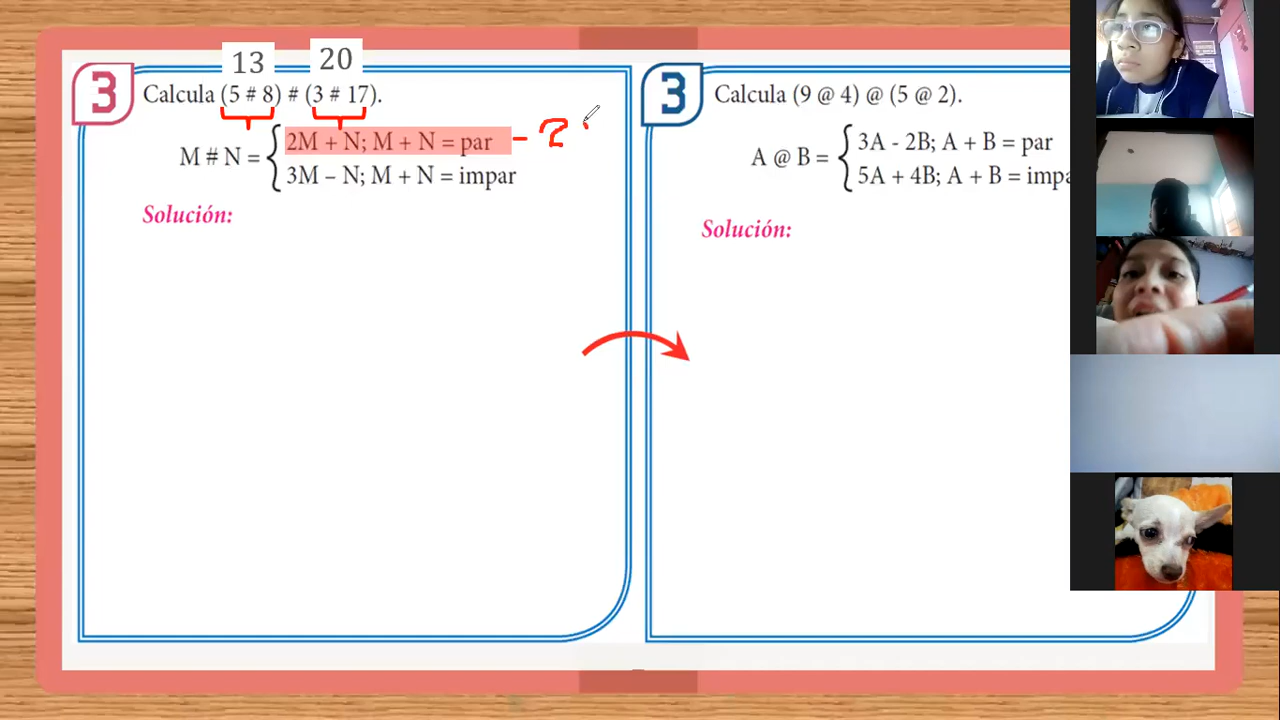 13
20
3
Calcula (5 # 8) # (3 # 17).
M # N = { 2M + N; M + N = par - 2
3M – N; M + N = impar
Solución:
3
Calcula (9 @ 4) @ (5 @ 2).
A @ B = { 3A - 2B; A + B = par
5A + 4B; A + B = impa
Solución: